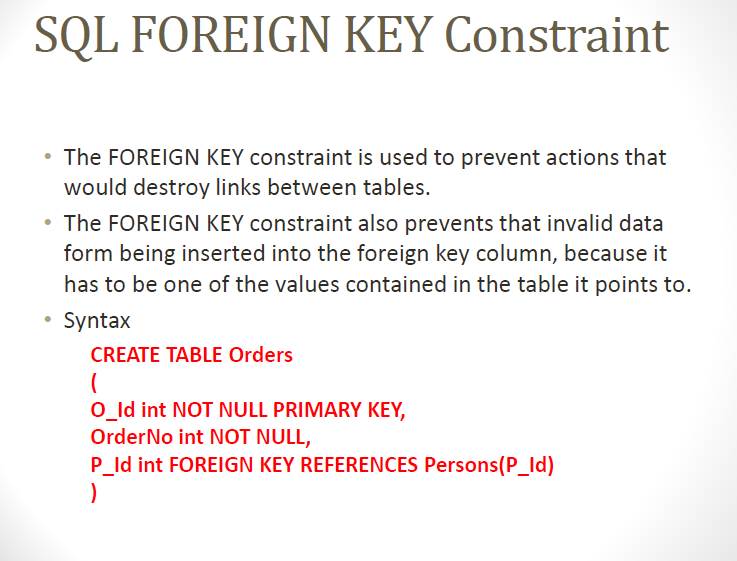 SQL FOREIGN KEY Constraint
• The FOREIGN KEY constraint is used to prevent actions that
would destroy links between tables.
• The FOREIGN KEY constraint also prevents that invalid data
form being inserted into the foreign key column, because it
has to be one of the values contained in the table it points to.
• Syntax
CREATE TABLE Orders
(
O_Id int NOT NULL PRIMARY KEY,
OrderNo int NOT NULL,
P_Id int FOREIGN KEY REFERENCES Persons(P_Id)
)